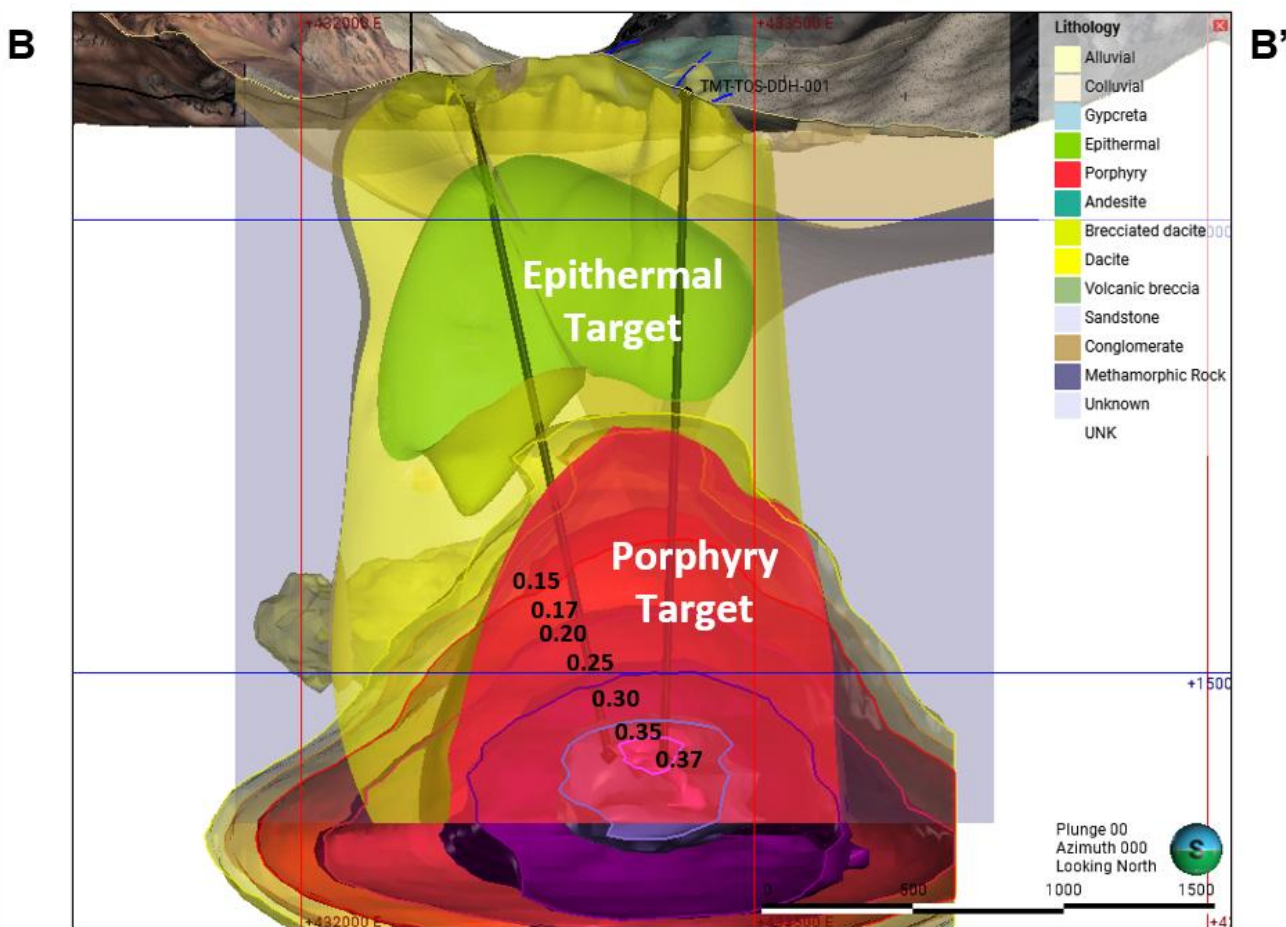 B
B'
+432000 E
+433500 E
TMT-TOS-DDH-001
Lithology
Alluvial
Colluvial
Gypcreta
Epithermal
Porphyry
Andesite
Brecciated dacite
Dacite
Volcanic breccia
Sandstone
Conglomerate
Methamorphic Rock
Unknown
UNK
Epithermal
Target
Porphyry
Target
0.15
0.17
0.20
0.25
0.30
0.35
0.37
+1500
Plunge 00
Azimuth 000
Looking North
S
0
500
1000
1500
+432000 E
+433500 E